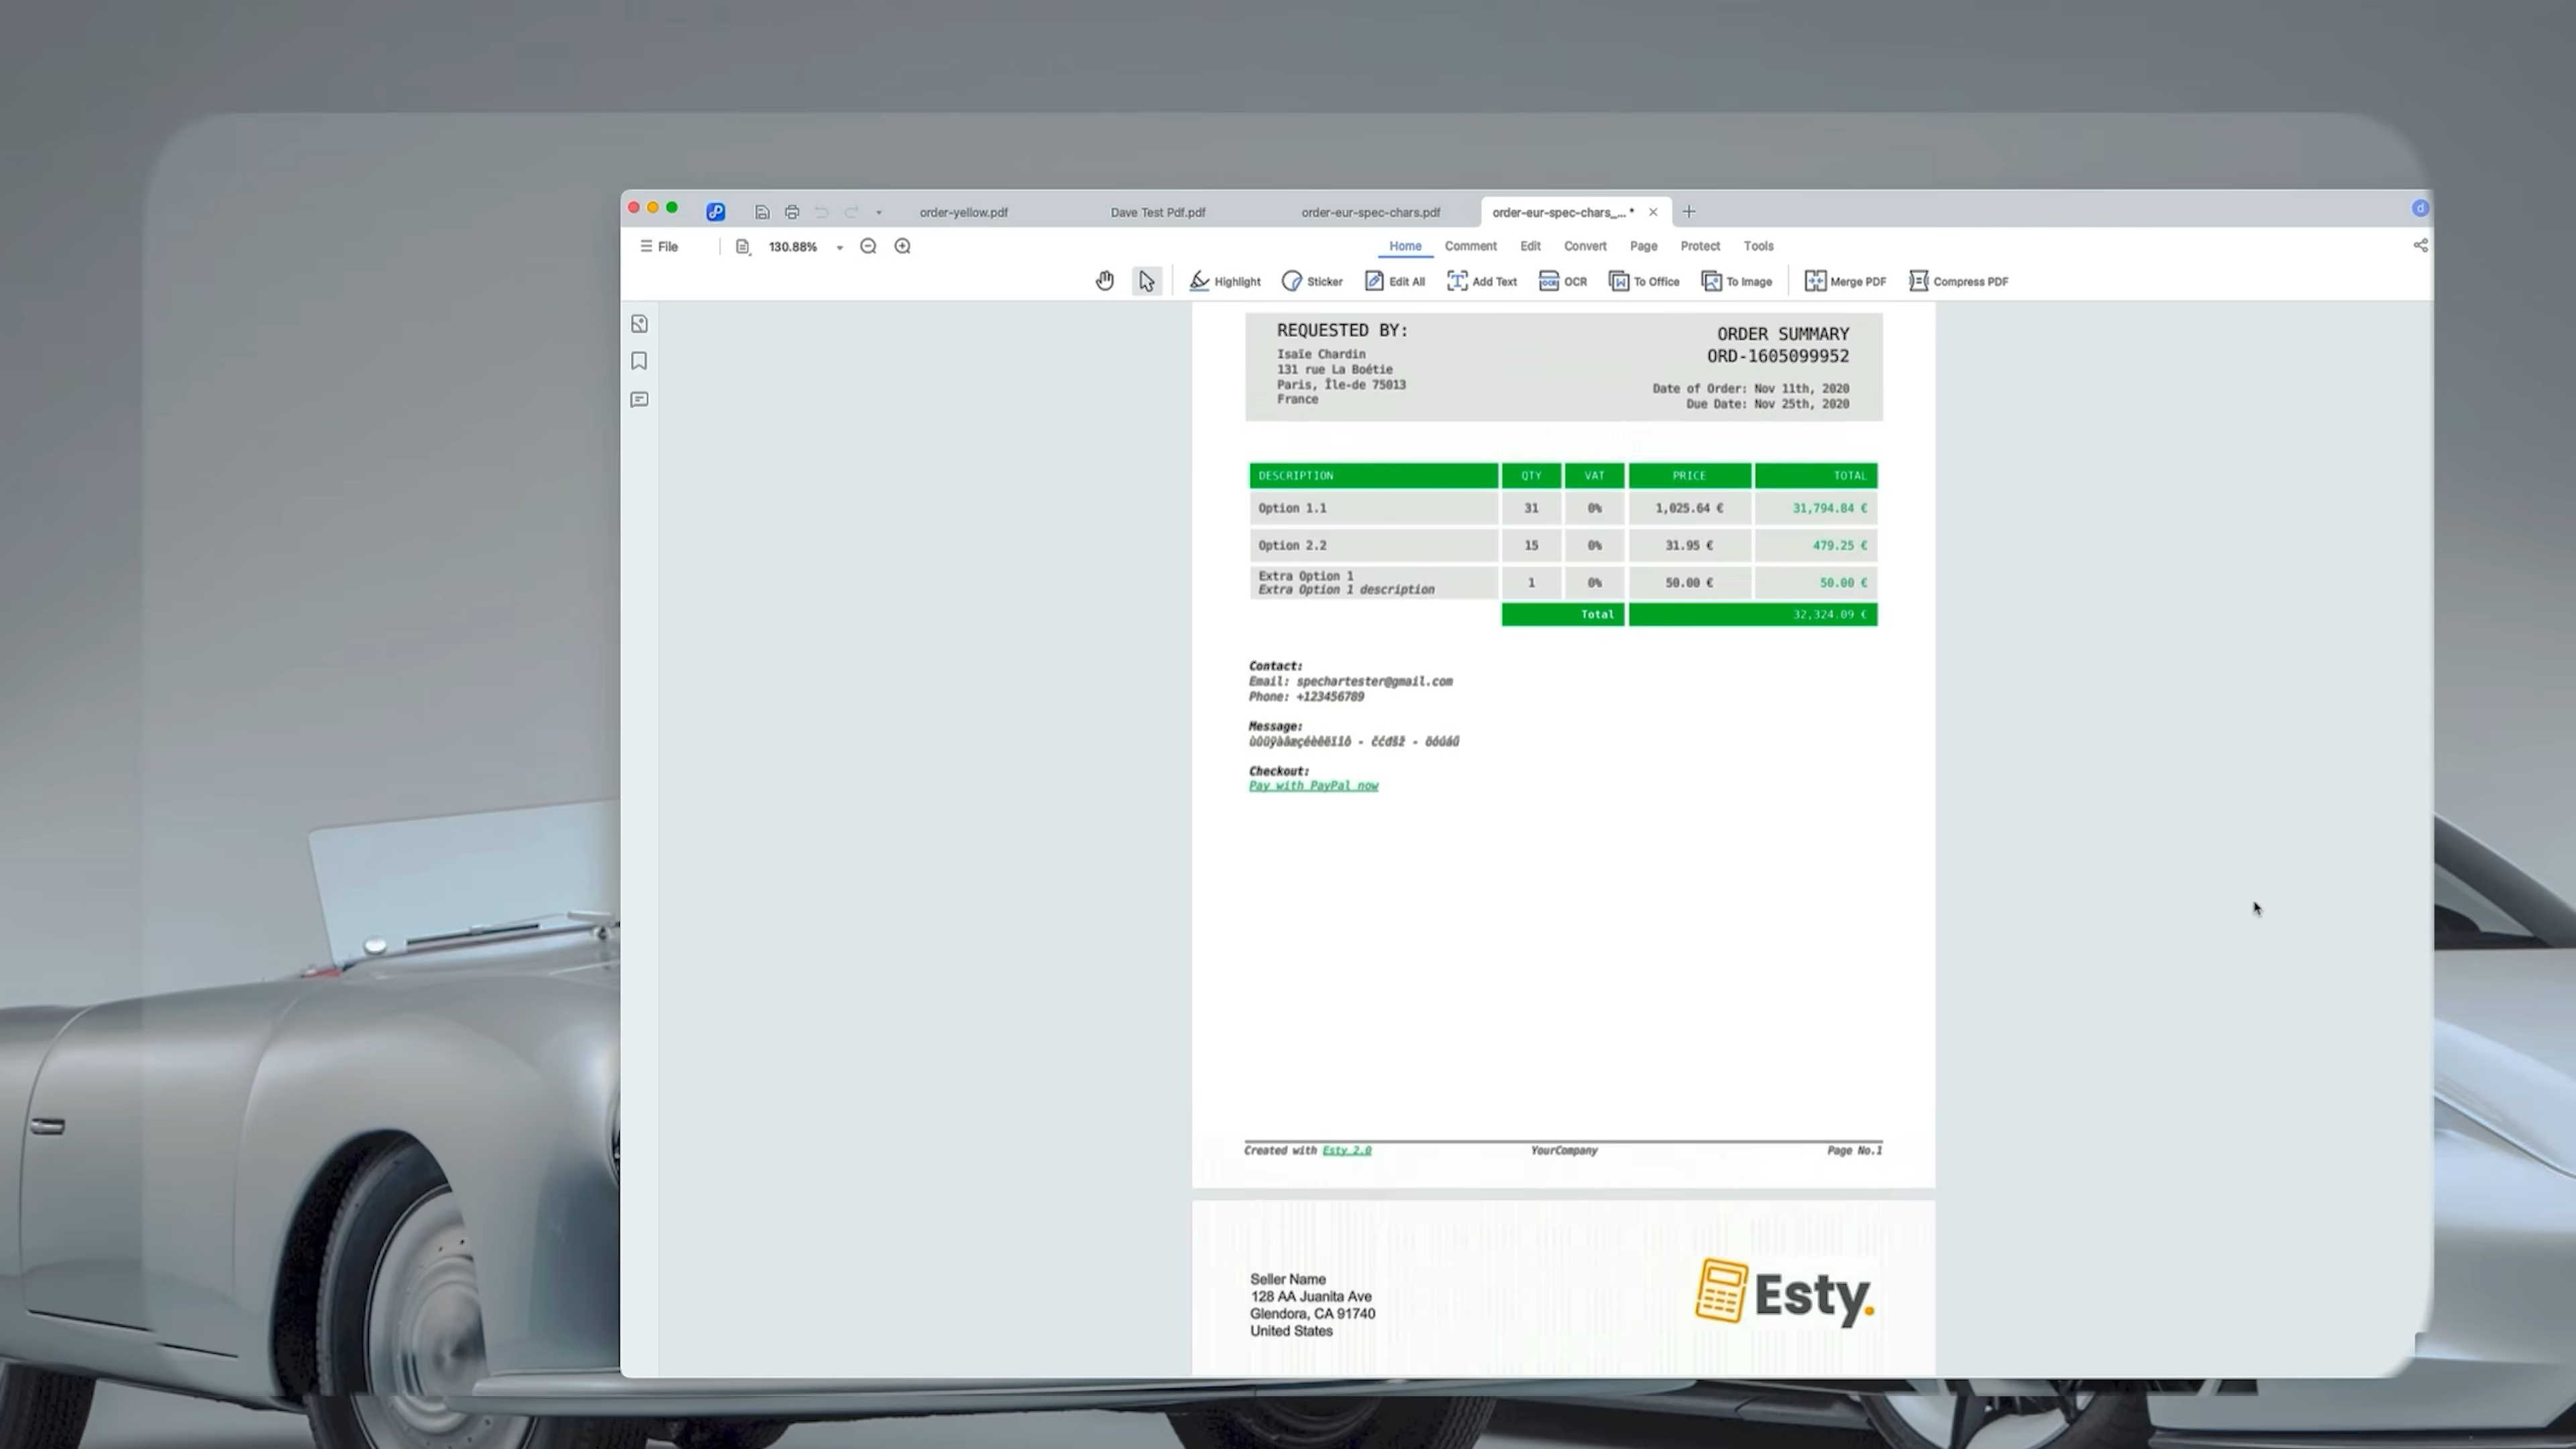 order-yellow.pdf Dave Test Pdf.pdf order-eur-spec-chars.pdf order-eur-spec-chars_... * d
File 130.88% Home Comment Edit Convert Page Protect Tools
Highlight Sticker Edit All Add Text OCR To Office To Image Merge PDF Compress PDF
REQUESTED BY:
Isaïe Chardin
131 rue La Boétie
Paris, Île-de 75013
France
ORDER SUMMARY
ORD-1605099952
Date of Order: Nov 11th, 2020
Due Date: Nov 25th, 2020
DESCRIPTION QTY VAT PRICE TOTAL
Option 1.1 31 0% 1,025.64 € 31,794.84 €
Option 2.2 15 0% 31.95 € 479.25 €
Extra Option 1 1 0% 50.00 € 50.00 €
Extra Option 1 description
Total 32,324.09 €
Contact:
Email: spechartester@gmail.com
Phone: +123456789
Message:
Checkout:
Pay with PayPal now
Created with Esty 2.0 YourCompany Page No.1
Seller Name
128 AA Juanita Ave
Glendora, CA 91740
United States
Esty.